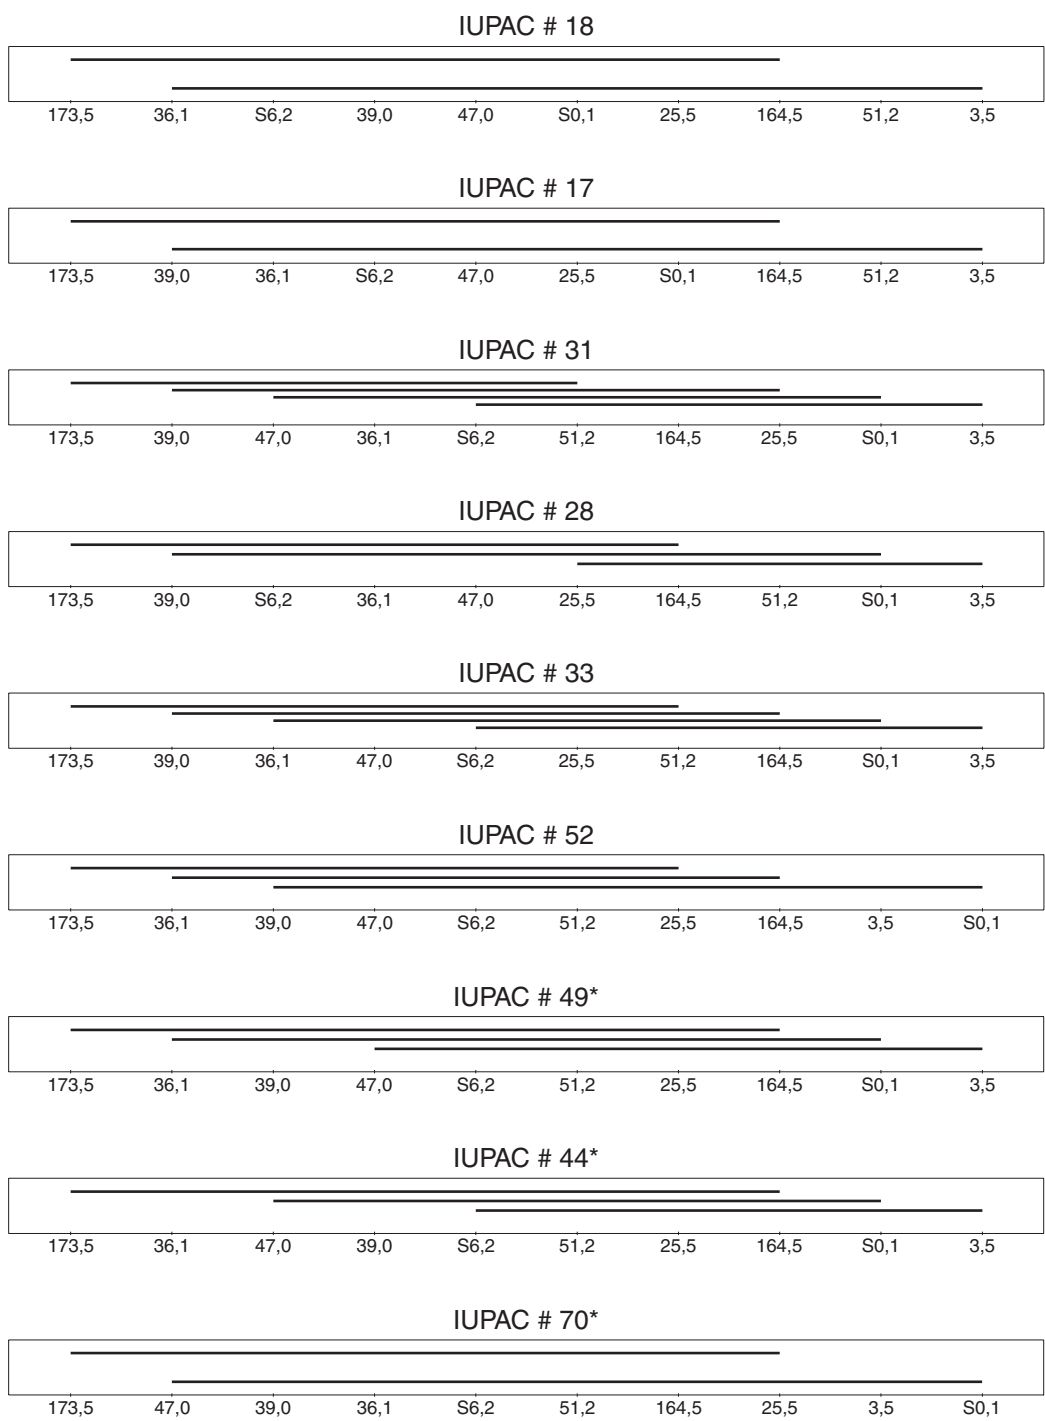 IUPAC # 18
173,5 36,1 S6,2 39,0 47,0 S0,1 25,5 164,5 51,2 3,5
IUPAC # 17
173,5 39,0 36,1 S6,2 47,0 25,5 S0,1 164,5 51,2 3,5
IUPAC # 31
173,5 39,0 47,0 36,1 S6,2 51,2 164,5 25,5 S0,1 3,5
IUPAC # 28
173,5 39,0 S6,2 36,1 47,0 25,5 164,5 51,2 S0,1 3,5
IUPAC # 33
173,5 39,0 36,1 47,0 S6,2 25,5 51,2 164,5 S0,1 3,5
IUPAC # 52
173,5 36,1 39,0 47,0 S6,2 51,2 25,5 164,5 3,5 S0,1
IUPAC # 49*
173,5 36,1 39,0 47,0 S6,2 51,2 25,5 164,5 S0,1 3,5
IUPAC # 44*
173,5 36,1 47,0 39,0 S6,2 51,2 25,5 164,5 S0,1 3,5
IUPAC # 70*
173,5 47,0 39,0 36,1 S6,2 51,2 164,5 25,5 3,5 S0,1